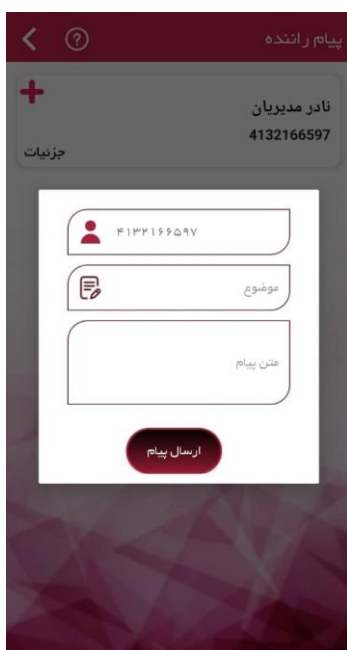 پیام راننده
نادر مدیریان
4132166597
جزئیات
۴۱۳۲۱۶۶۵۹۷
موضوع
متن پیام
ارسال پیام